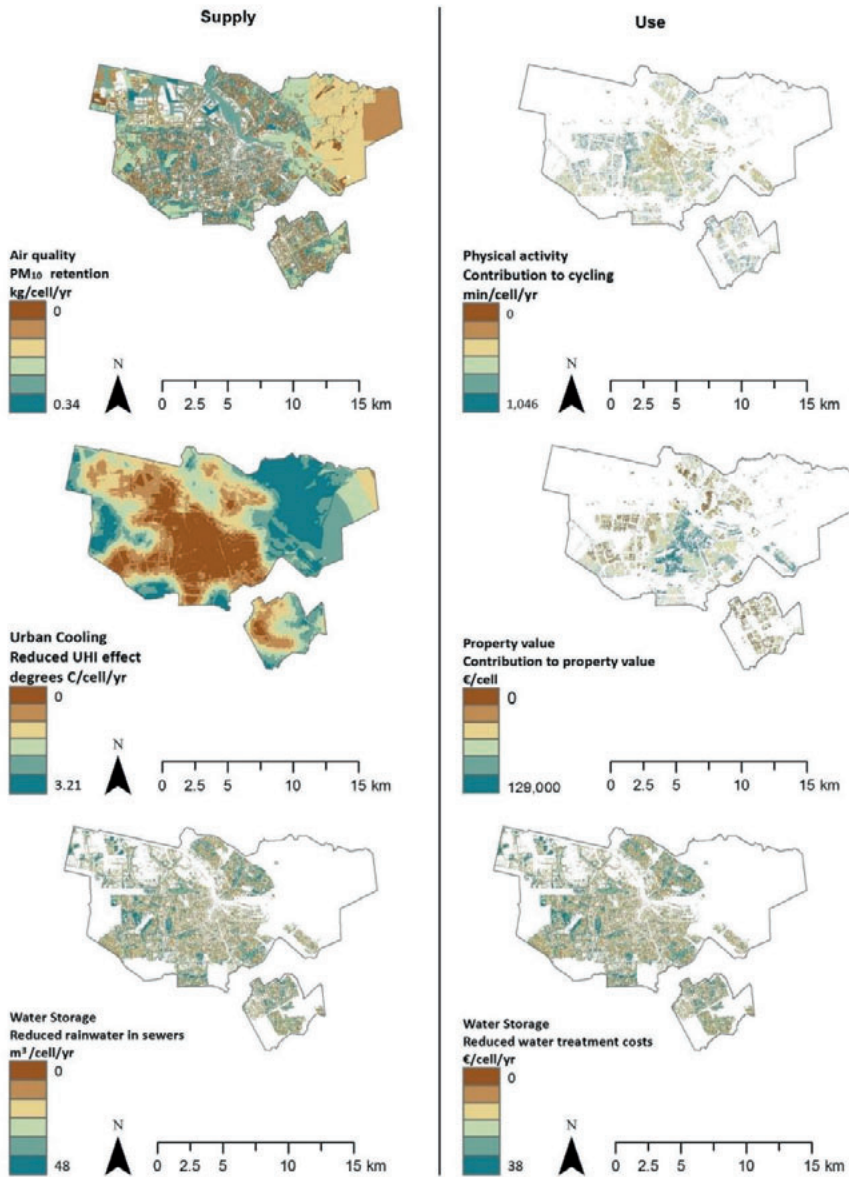 Supply
Air quality
PM₁₀ retention
kg/cell/yr
0
0.34
N
0 2.5 5 10 15 km
Urban Cooling
Reduced UHI effect
degrees C/cell/yr
0
3.21
N
0 2.5 5 10 15 km
Water Storage
Reduced rainwater in sewers
m³/cell/yr
0
48
N
0 2.5 5 10 15 km
Use
Physical activity
Contribution to cycling
min/cell/yr
0
1,046
N
0 2.5 5 10 15 km
Property value
Contribution to property value
€/cell
0
128,000
N
0 2.5 5 10 15 km
Water Storage
Reduced water treatment costs
€/cell/yr
0
38
N
0 2.5 5 10 15 km